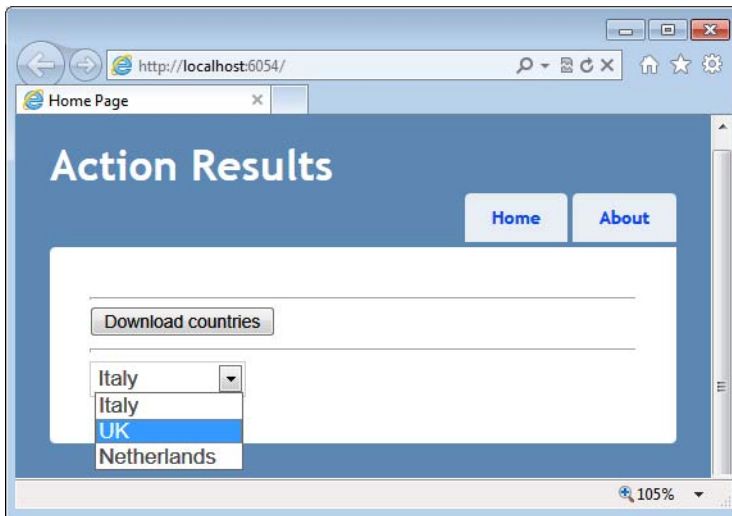 http://localhost:6054/
Home Page
Action Results
Home
About
Download countries
Italy
Italy
UK
Netherlands
105%